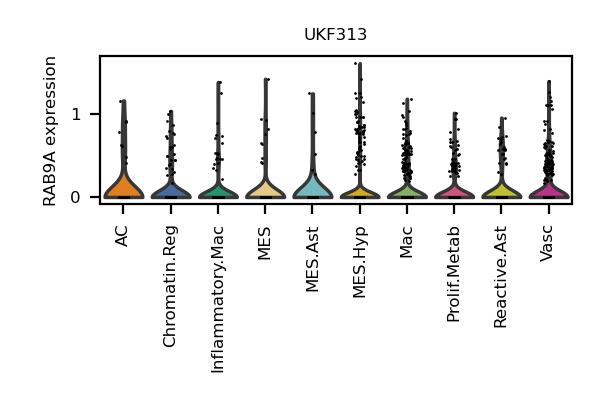 UKF313
RAB9A expression
1
0
AC
Chromatin.Reg
Inflammatory.Mac
MES
MES.Ast
MES.Hyp
Mac
Prolif.Metab
Reactive.Ast
Vasc